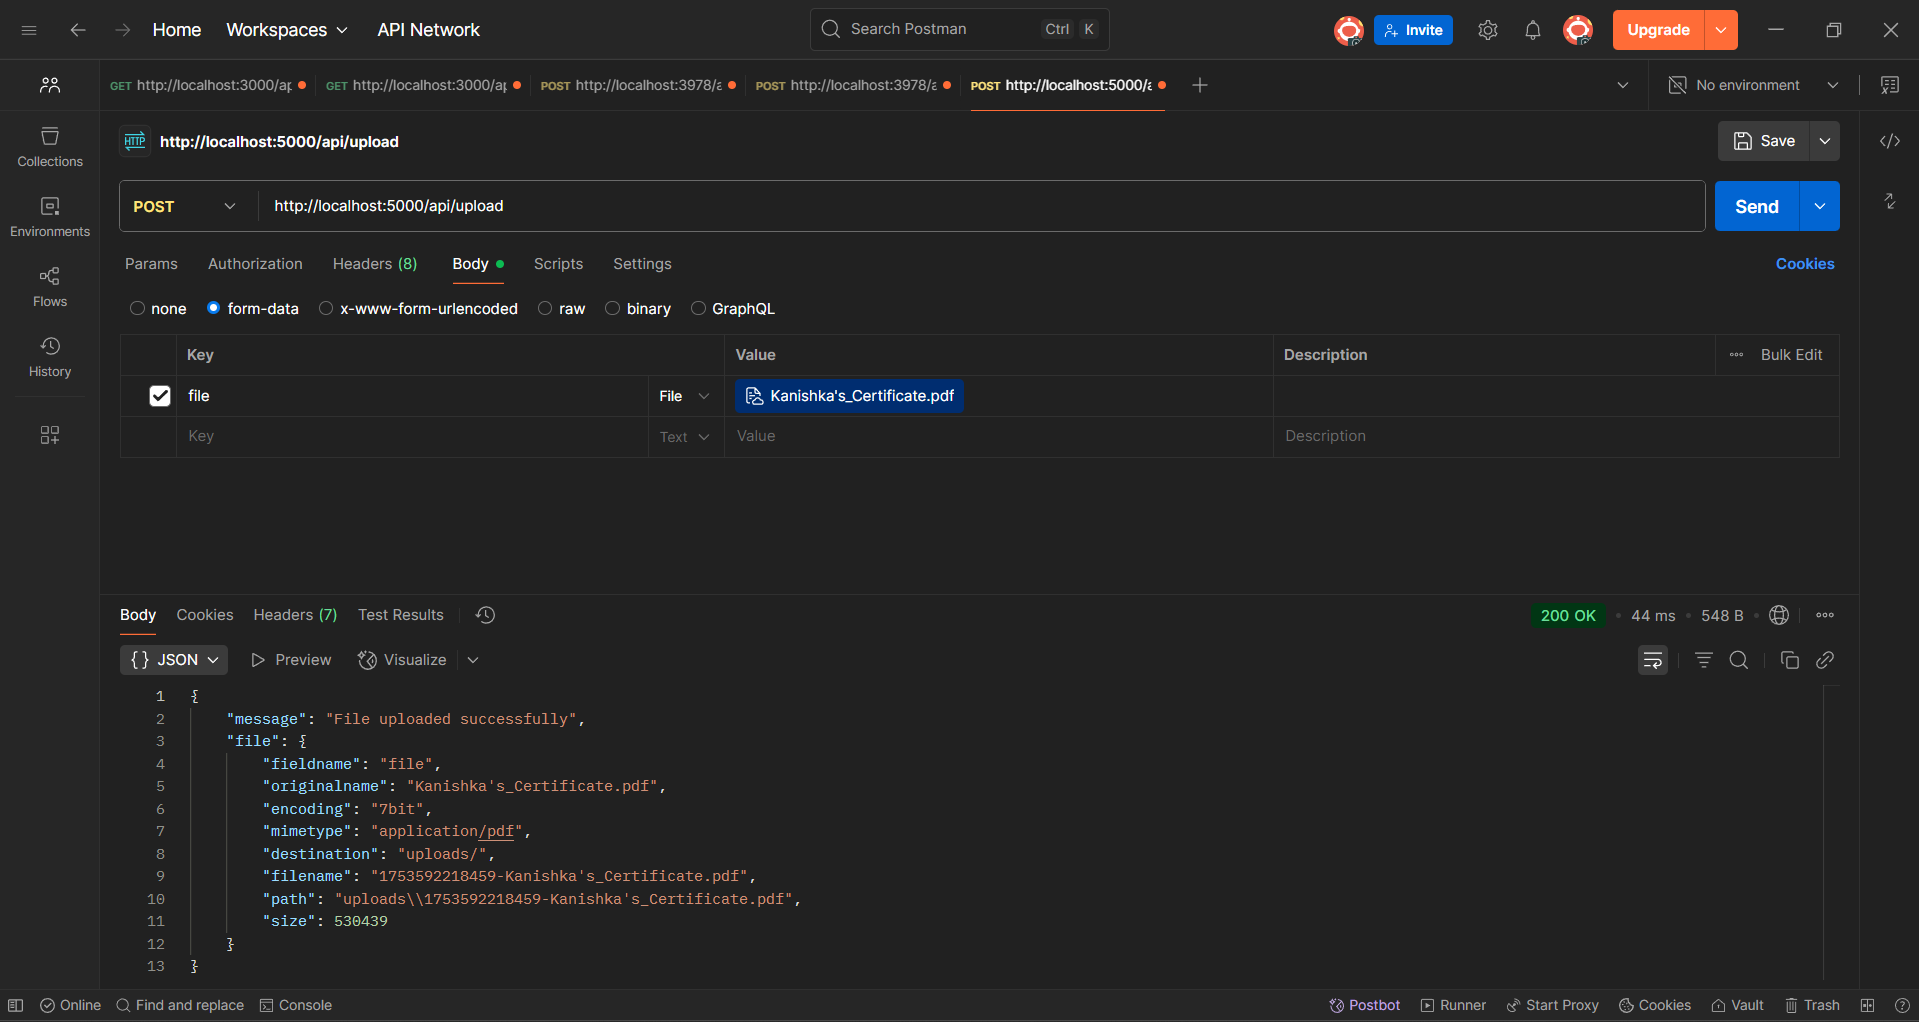 Home Workspaces API Network Search Postman Ctrl K Invite Upgrade
GET http://localhost:3000/ap GET http://localhost:3000/ap POST http://localhost:3978/a POST http://localhost:3978/a POST http://localhost:5000/a No environment
HTTP http://localhost:5000/api/upload Save
Collections
Environments
Flows
History
POST http://localhost:5000/api/upload Send
Params Authorization Headers (8) Body Scripts Settings Cookies
none form-data x-www-form-urlencoded raw binary GraphQL
Key Value Description Bulk Edit
file File Kanishka's_Certificate.pdf
Key Text Value Description
Body Cookies Headers (7) Test Results 200 OK 44 ms 548 B
{} JSON Preview Visualize
1 {
2 "message": "File uploaded successfully",
3 "file": {
4 "fieldname": "file",
5 "originalname": "Kanishka's_Certificate.pdf",
6 "encoding": "7bit",
7 "mimetype": "application/pdf",
8 "destination": "uploads/",
9 "filename": "1753592218459-Kanishka's_Certificate.pdf",
10 "path": "uploads\\1753592218459-Kanishka's_Certificate.pdf",
11 "size": 530439
12 }
13 }
Online Find and replace Console Postbot Runner Start Proxy Cookies Vault Trash